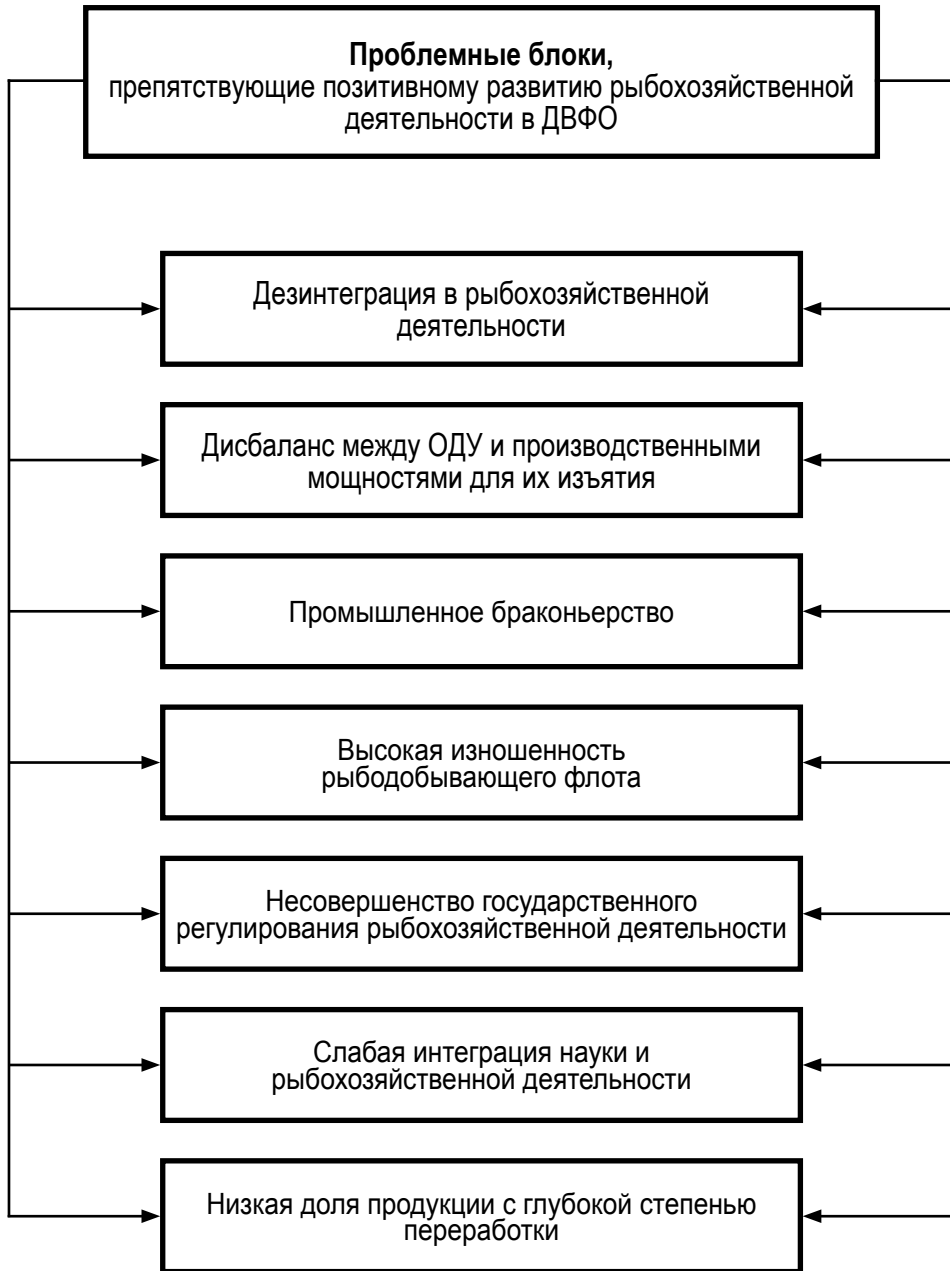 Проблемные блоки,
препятствующие позитивному развитию рыбохозяйственной
деятельности в ДВФО
Дезинтеграция в рыбохозяйственной
деятельности
Дисбаланс между ОДУ и производственными
мощностями для их изъятия
Промышленное браконьерство
Высокая изношенность
рыбодобывающего флота
Несовершенство государственного
регулирования рыбохозяйственной деятельности
Слабая интеграция науки и
рыбохозяйственной деятельности
Низкая доля продукции с глубокой степенью
переработки